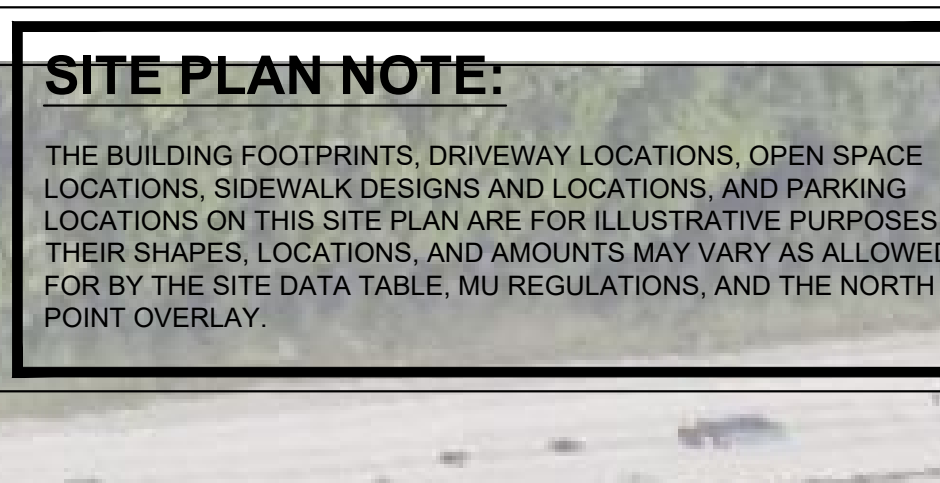 SITE PLAN NOTE:
THE BUILDING FOOTPRINTS, DRIVEWAY LOCATIONS, OPEN SPACE
LOCATIONS, SIDEWALK DESIGNS AND LOCATIONS, AND PARKING
LOCATIONS ON THIS SITE PLAN ARE FOR ILLUSTRATIVE PURPOSES
THEIR SHAPES, LOCATIONS, AND AMOUNTS MAY VARY AS ALLOWED
FOR BY THE SITE DATA TABLE, MU REGULATIONS, AND THE NORTH
POINT OVERLAY.